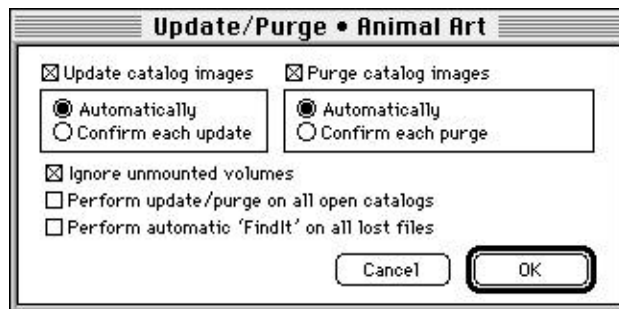 Update/Purge • Animal Art
Update catalog images
Purge catalog images
Automatically
Confirm each update
Automatically
Confirm each purge
Ignore unmounted volumes
Perform update/purge on all open catalogs
Perform automatic ‘FindIt’ on all lost files
Cancel
OK